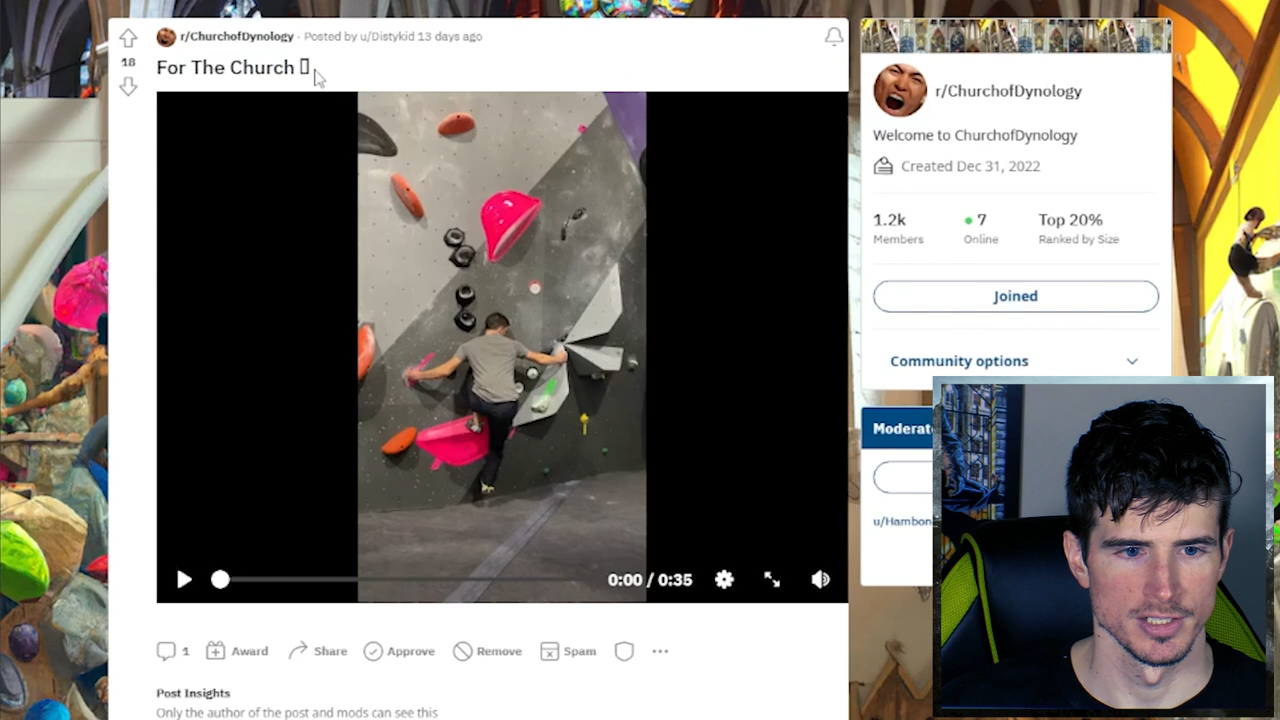 r/ChurchofDynology · Posted by u/Distykid 13 days ago
18
For The Church
0:00 / 0:35
1 Award Share Approve Remove Spam
Post Insights
Only the author of the post and mods can see this
r/ChurchofDynology
Welcome to ChurchofDynology
Created Dec 31, 2022
1.2k 7 Top 20%
Members Online Ranked by Size
Joined
Community options
Moderat
u/Hambon